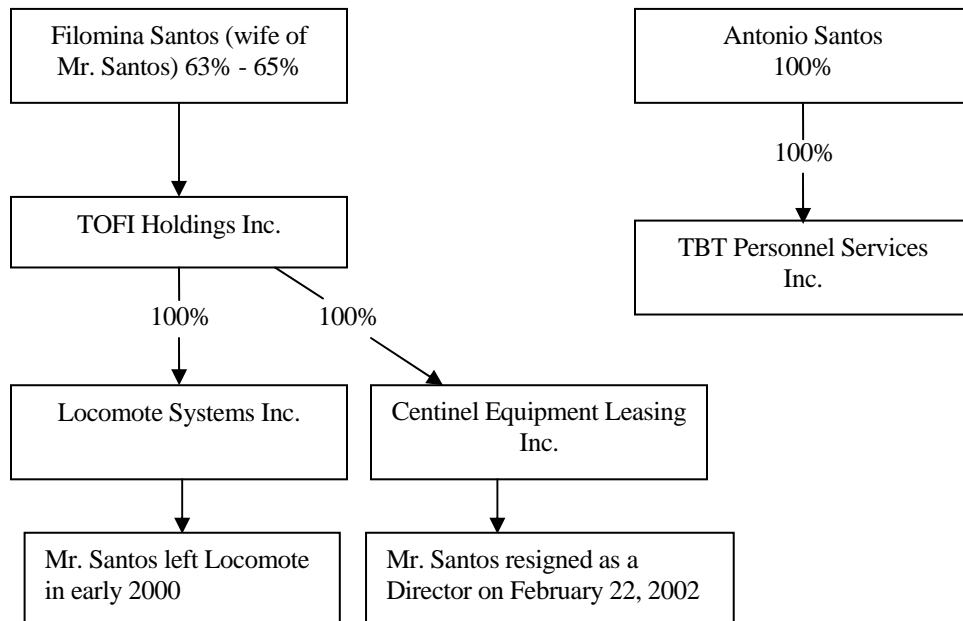 Filomina Santos (wife of
Mr. Santos) 63% - 65%
Antonio Santos
100%
100%
TOFI Holdings Inc.
TBT Personnel Services
Inc.
100%
100%
Locomote Systems Inc.
Centinel Equipment Leasing
Inc.
Mr. Santos left Locomote
in early 2000
Mr. Santos resigned as a
Director on February 22, 2002